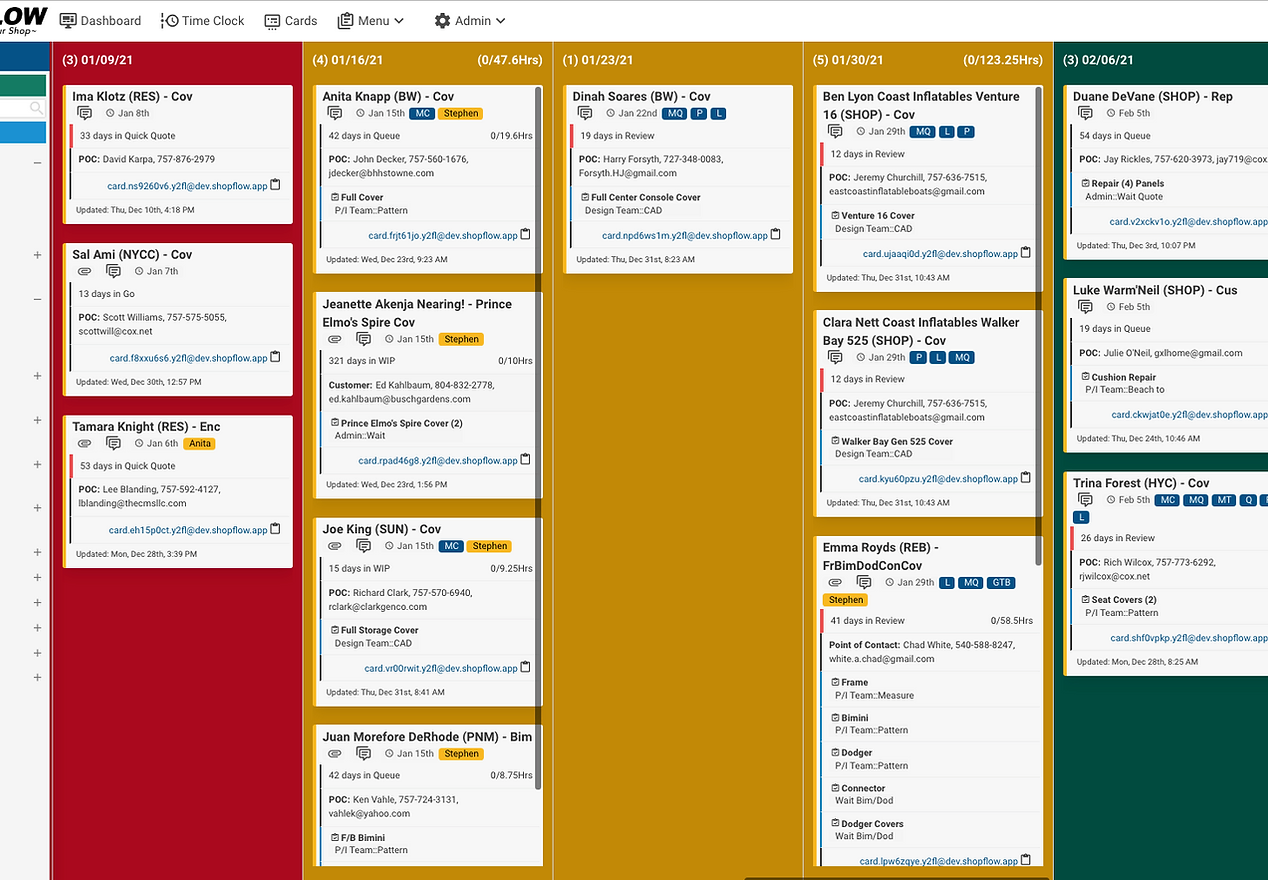 LOW
ur Shop~
Dashboard
Time Clock
Cards
Menu
Admin
(3) 01/09/21
Ima Klotz (RES) - Cov
Jan 8th
33 days in Quick Quote
POC: David Karpa, 757-876-2979
card.ns9260v6.y2fl@dev.shopflow.app
Updated: Thu, Dec 10th, 4:18 PM
Sal Ami (NYCC) - Cov
Jan 7th
13 days in Go
POC: Scott Williams, 757-575-5055,
scottwill@cox.net
card.f8xxu6s6.y2fl@dev.shopflow.app
Updated: Wed, Dec 30th, 12:57 PM
Tamara Knight (RES) - Enc
Jan 6th Anita
53 days in Quick Quote
POC: Lee Blanding, 757-592-4127,
lblanding@thecmsllc.com
card.eh15p0ct.y2fl@dev.shopflow.app
Updated: Mon, Dec 28th, 3:39 PM
(4) 01/16/21 (0/47.6Hrs)
Anita Knapp (BW) - Cov
Jan 15th MC Stephen
42 days in Queue 0/19.6Hrs
POC: John Decker, 757-560-1676,
jdecker@bhhstowne.com
Full Cover
P/I Team::Pattern
card.frjt61jo.y2fl@dev.shopflow.app
Updated: Wed, Dec 23rd, 9:23 AM
Jeanette Akenja Nearing! - Prince
Elmo's Spire Cov
Jan 15th Stephen
321 days in WIP 0/10Hrs
Customer: Ed Kahlbaum, 804-832-2778,
ed.kahlbaum@buschgardens.com
Prince Elmo's Spire Cover (2)
Admin::Wait
card.rpad46g8.y2fl@dev.shopflow.app
Updated: Wed, Dec 23rd, 1:56 PM
Joe King (SUN) - Cov
Jan 15th MC Stephen
15 days in WIP 0/9.25Hrs
POC: Richard Clark, 757-570-6940,
rclark@clarkgenco.com
Full Storage Cover
Design Team::CAD
card.vr00rwit.y2fl@dev.shopflow.app
Updated: Thu, Dec 31st, 8:41 AM
Juan Morefore DeRhode (PNM) - Bim
Jan 15th Stephen
42 days in Queue 0/8.75Hrs
POC: Ken Vahle, 757-724-3131,
vahlek@yahoo.com
F/B Bimini
P/I Team::Pattern
(1) 01/23/21
Dinah Soares (BW) - Cov
Jan 22nd MQ P L
19 days in Review
POC: Harry Forsyth, 727-348-0083,
Forsyth.HJ@gmail.com
Full Center Console Cover
Design Team::CAD
card.npd6ws1m.y2fl@dev.shopflow.app
Updated: Thu, Dec 31st, 8:23 AM
(5) 01/30/21 (0/123.25Hrs)
Ben Lyon Coast Inflatables Venture
16 (SHOP) - Cov
Jan 29th MQ L P
12 days in Review
POC: Jeremy Churchill, 757-636-7515,
eastcoastinflatableboats@gmail.com
Venture 16 Cover
Design Team::CAD
card.ujaaqi0d.y2fl@dev.shopflow.app
Updated: Thu, Dec 31st, 10:43 AM
Clara Nett Coast Inflatables Walker
Bay 525 (SHOP) - Cov
Jan 29th P L MQ
12 days in Review
POC: Jeremy Churchill, 757-636-7515,
eastcoastinflatableboats@gmail.com
Walker Bay Gen 525 Cover
Design Team::CAD
card.kyu60pzu.y2fl@dev.shopflow.app
Updated: Thu, Dec 31st, 10:43 AM
Emma Royds (REB) -
FrBimDodConCov
Jan 29th L MQ GTB
Stephen
41 days in Review 0/58.5Hrs
Point of Contact: Chad White, 540-588-8247,
white.a.chad@gmail.com
Frame
P/I Team::Measure
Bimini
P/I Team::Pattern
Dodger
P/I Team::Pattern
Connector
Wait Bim/Dod
Dodger Covers
Wait Bim/Dod
card.lpw6zqye.y2fl@dev.shopflow.app
(3) 02/06/21
Duane DeVane (SHOP) - Rep
Feb 5th
54 days in Queue
POC: Jay Rickles, 757-620-3973, jay719@cox
Repair (4) Panels
Admin::Wait Quote
card.v2xckv1o.y2fl@dev.shopflow.app
Updated: Thu, Dec 3rd, 10:07 PM
Luke Warm'Neil (SHOP) - Cus
Feb 5th
19 days in Queue
POC: Julie O'Neil, gxlhome@gmail.com
Cushion Repair
P/I Team::Beach to
card.ckwjat0e.y2fl@dev.shopflow.app
Updated: Thu, Dec 24th, 10:46 AM
Trina Forest (HYC) - Cov
Feb 5th MC MQ MT Q
L
26 days in Review
POC: Rich Wilcox, 757-773-6292,
rjwilcox@cox.net
Seat Covers (2)
P/I Team::Pattern
card.shf0vpkp.y2fl@dev.shopflow.app
Updated: Mon, Dec 28th, 8:25 AM